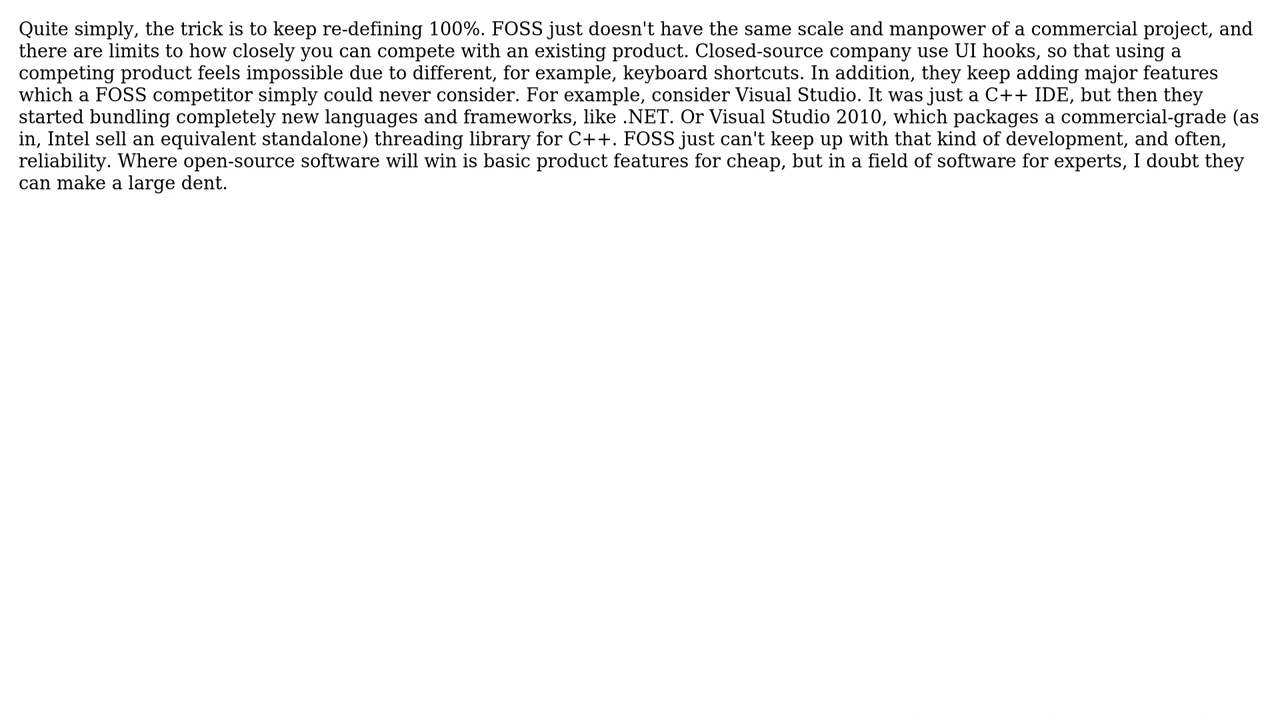 Quite simply, the trick is to keep re-defining 100%. FOSS just doesn't have the same scale and manpower of a commercial project, and
there are limits to how closely you can compete with an existing product. Closed-source company use UI hooks, so that using a
competing product feels impossible due to different, for example, keyboard shortcuts. In addition, they keep adding major features
which a FOSS competitor simply could never consider. For example, consider Visual Studio. It was just a C++ IDE, but then they
started bundling completely new languages and frameworks, like .NET. Or Visual Studio 2010, which packages a commercial-grade (as
in, Intel sell an equivalent standalone) threading library for C++. FOSS just can't keep up with that kind of development, and often,
reliability. Where open-source software will win is basic product features for cheap, but in a field of software for experts, I doubt they
can make a large dent.